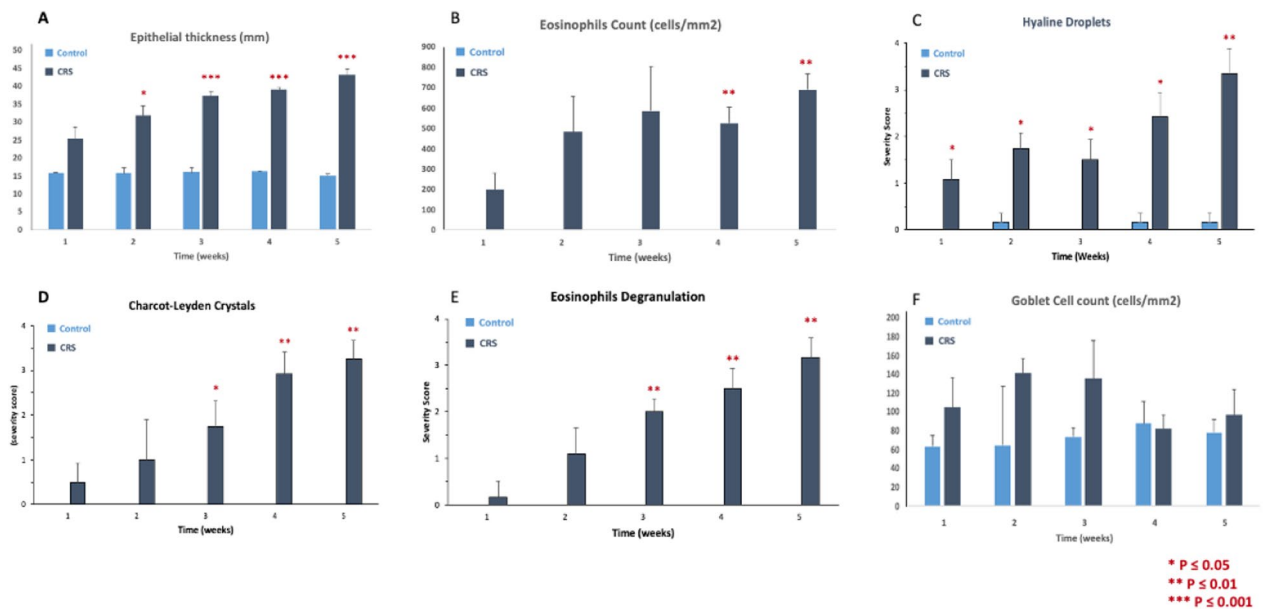 A
Epithelial thickness (mm)
Control
CRS
50
45
40
35
30
25
20
15
10
5
0
*
***
***
***
1 2 3 4 5
Time (weeks)
B
Eosinophils Count (cells/mm2)
Control
CRS
900
800
700
600
500
400
300
200
100
0
**
**
1 2 3 4 5
Time (weeks)
C
Hyaline Droplets
Control
CRS
Severity Score
4
3
2
1
0
*
*
*
*
**
1 2 3 4 5
Time (Weeks)
D
Charcot-Leyden Crystals
Control
CRS
(severity score)
4
3
2
1
0
*
**
**
1 2 3 4 5
Time (weeks)
E
Eosinophils Degranulation
Control
CRS
Severity Score
4
3
2
1
0
**
**
**
1 2 3 4 5
Time (weeks)
F
Goblet Cell count (cells/mm2)
Control
CRS
200
180
160
140
120
100
80
60
40
20
0
1 2 3 4 5
Time (weeks)
* P ≤ 0.05
** P ≤ 0.01
*** P ≤ 0.001